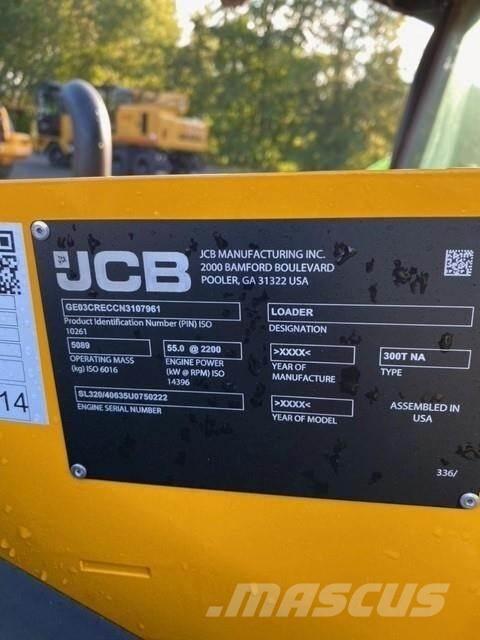 JCB
JCB MANUFACTURING INC.
2000 BAMFORD BOULEVARD
POOLER, GA 31322 USA
GE03CRECCN3107961
Product Identification Number (PIN) ISO
10261
LOADER
DESIGNATION
5089
OPERATING MASS
(kg) ISO 6016
55.0 @ 2200
ENGINE POWER
(kW @ RPM) ISO
14396
>XXXX<
YEAR OF
MANUFACTURE
300T NA
TYPE
SL320/40635U0750222
ENGINE SERIAL NUMBER
>XXXX<
YEAR OF MODEL
ASSEMBLED IN
USA
336/
14
MASCUS